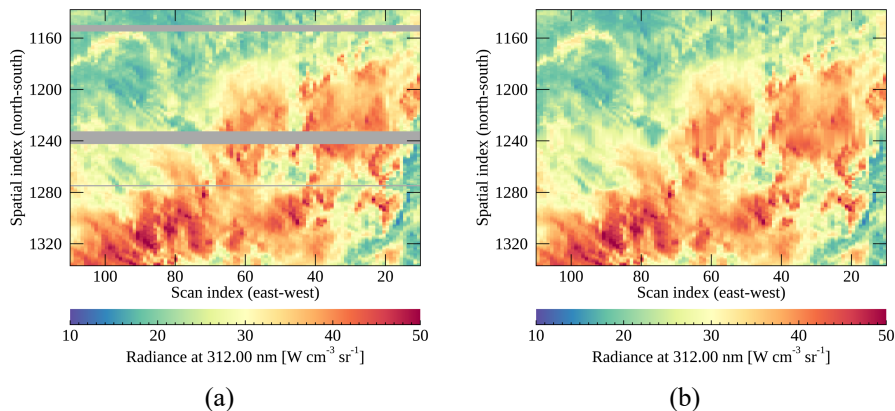 Spatial index (north-south)
1160
1200
1240
1280
1320
100 80 60 40 20
Scan index (east-west)
10 20 30 40 50
Radiance at 312.00 nm [W cm⁻³ sr⁻¹]
(a)
Spatial index (north-south)
1160
1200
1240
1280
1320
100 80 60 40 20
Scan index (east-west)
10 20 30 40 50
Radiance at 312.00 nm [W cm⁻³ sr⁻¹]
(b)